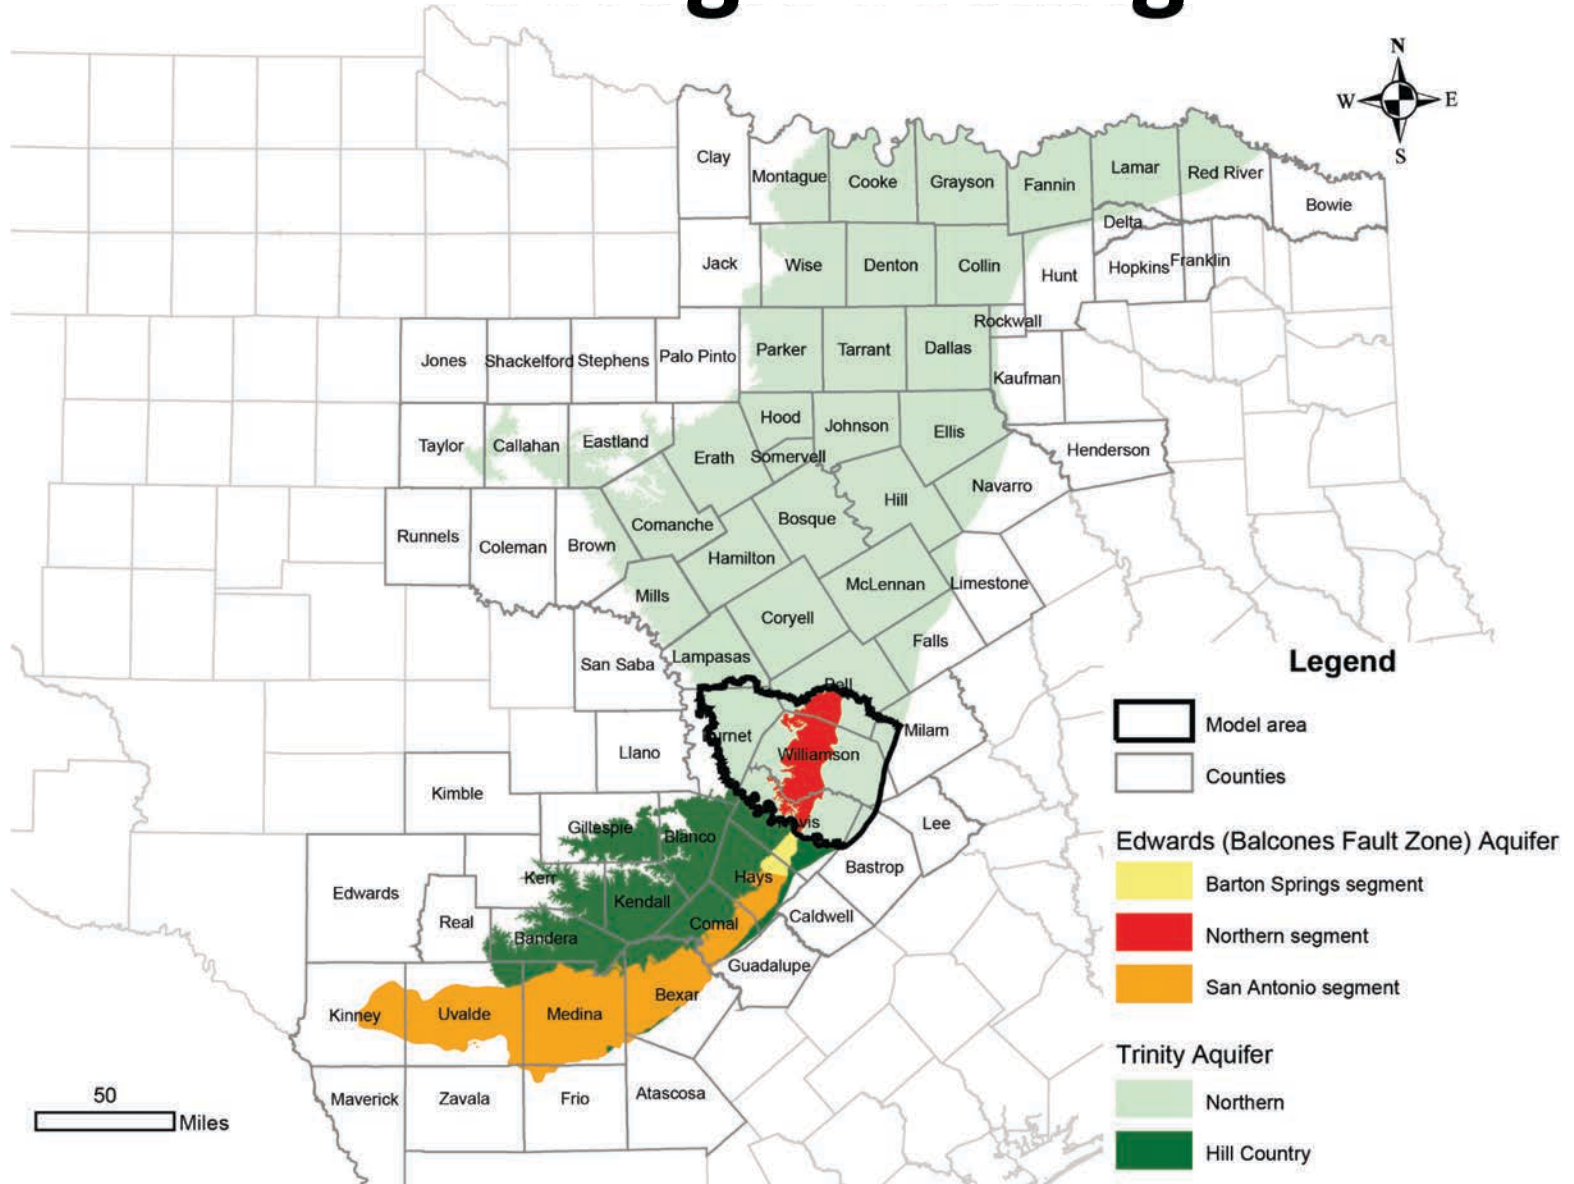 N
W E
S
Clay
Montague
Cooke
Grayson
Fannin
Lamar
Red River
Bowie
Delta
Jack
Wise
Denton
Collin
Hunt
Hopkins
Franklin
Rockwall
Jones
Shackelford
Stephens
Palo Pinto
Parker
Tarrant
Dallas
Kaufman
Taylor
Callahan
Eastland
Hood
Johnson
Ellis
Erath
Somervell
Henderson
Navarro
Hill
Runnels
Coleman
Brown
Comanche
Bosque
Hamilton
McLennan
Limestone
Mills
Coryell
Falls
San Saba
Lampasas
Bell
Milam
Llano
Burnet
Williamson
Kimble
Gillespie
Blanco
Travis
Lee
Bastrop
Edwards
Kerr
Hays
Real
Kendall
Comal
Caldwell
Bandera
Guadalupe
Kinney
Uvalde
Medina
Bexar
Maverick
Zavala
Frio
Atascosa
50
Miles
Legend
Model area
Counties
Edwards (Balcones Fault Zone) Aquifer
Barton Springs segment
Northern segment
San Antonio segment
Trinity Aquifer
Northern
Hill Country